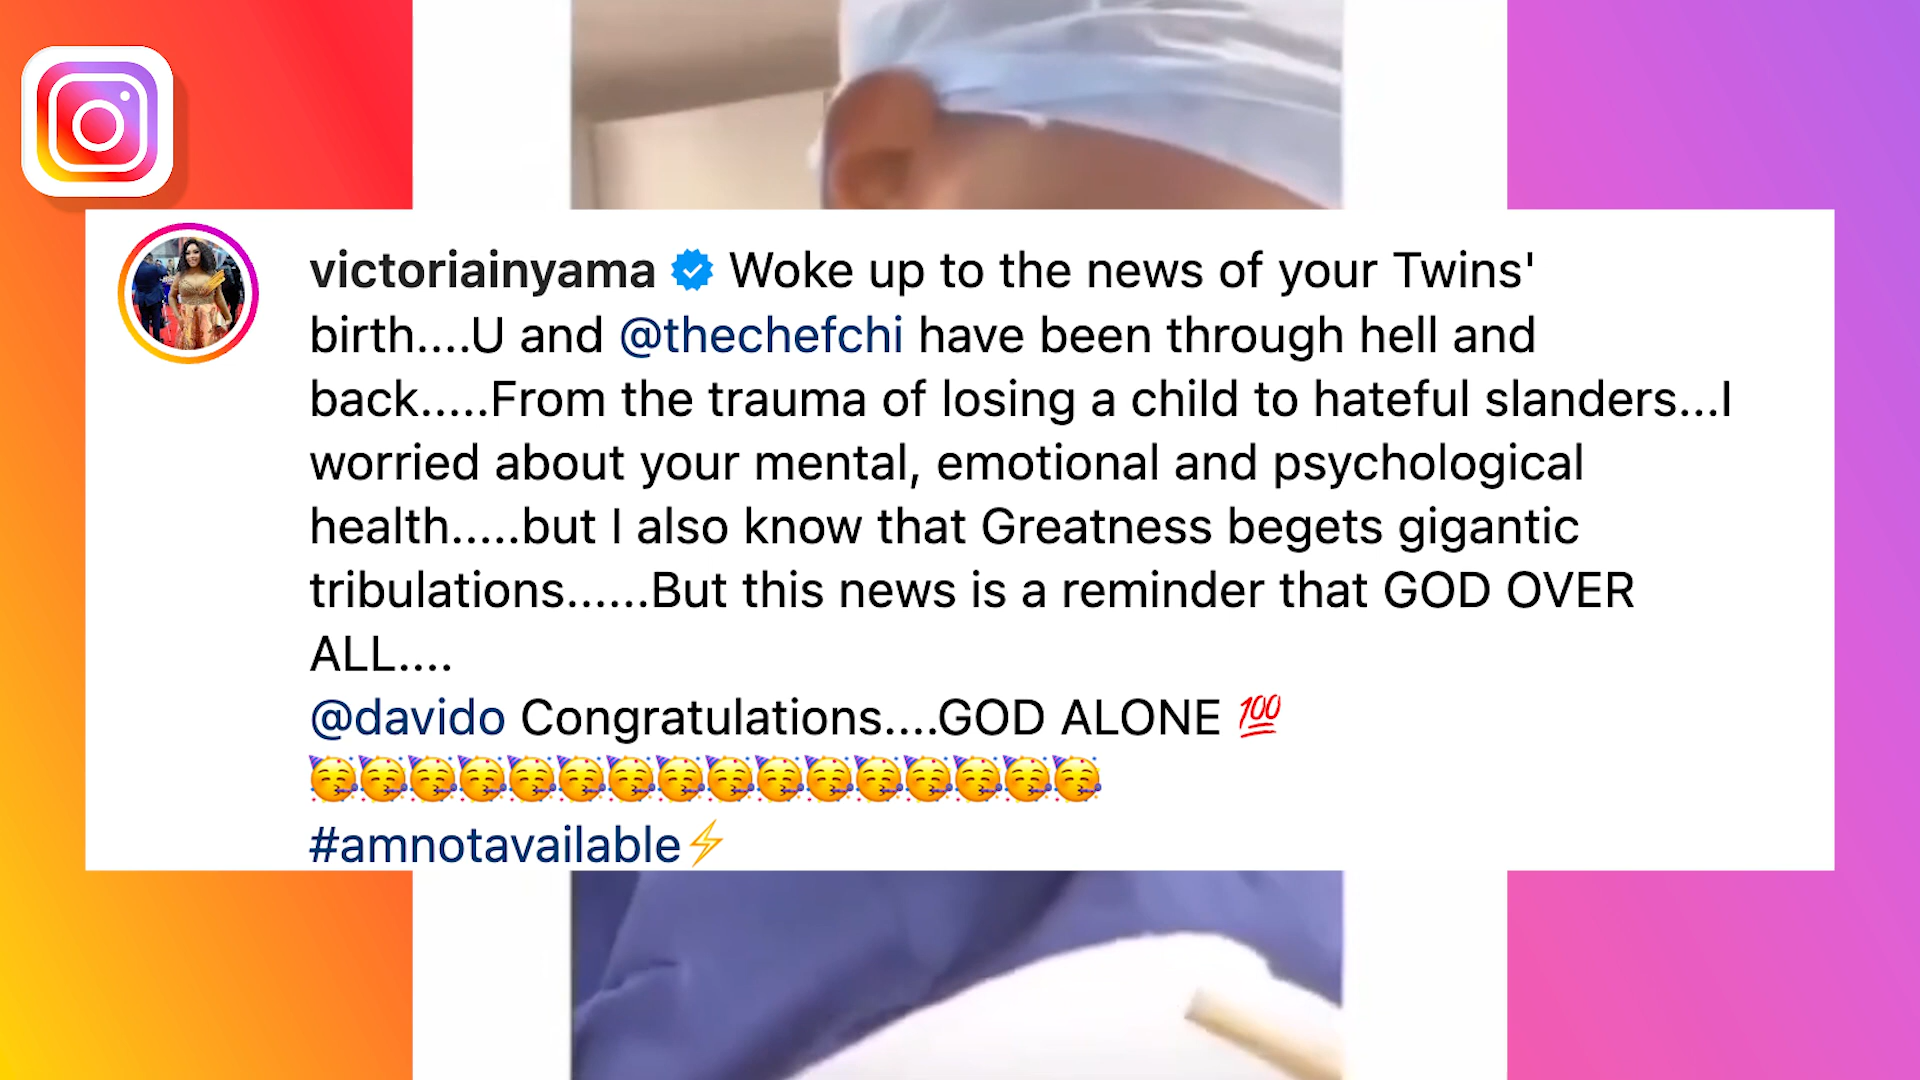 victoriainyama Woke up to the news of your Twins'
birth....U and @thechefchi have been through hell and
back.....From the trauma of losing a child to hateful slanders...I
worried about your mental, emotional and psychological
health.....but I also know that Greatness begets gigantic
tribulations......But this news is a reminder that GOD OVER
ALL....
@davido Congratulations....GOD ALONE 💯
🥳🥳🥳🥳🥳🥳🥳🥳🥳🥳🥳🥳🥳🥳🥳🥳
#amnotavailable⚡